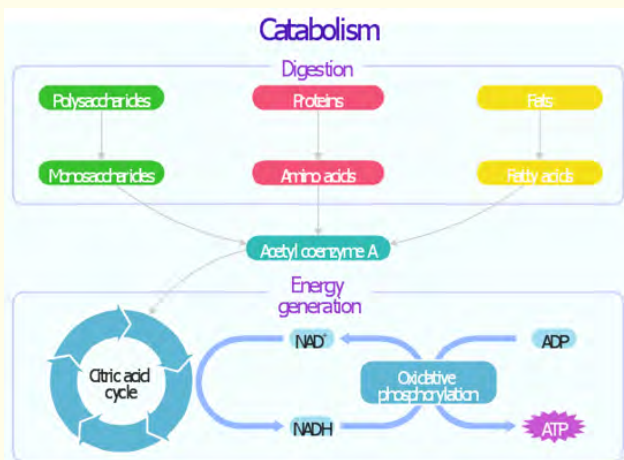 Catabolism
Digestion
Polysaccharides
Proteins
Fats
Monosaccharides
Amino acids
Fatty acids
Acetyl coenzyme A
Energy
generation
Citric acid
cycle
NAD⁺
ADP
Oxidative
phosphorylation
NADH
ATP